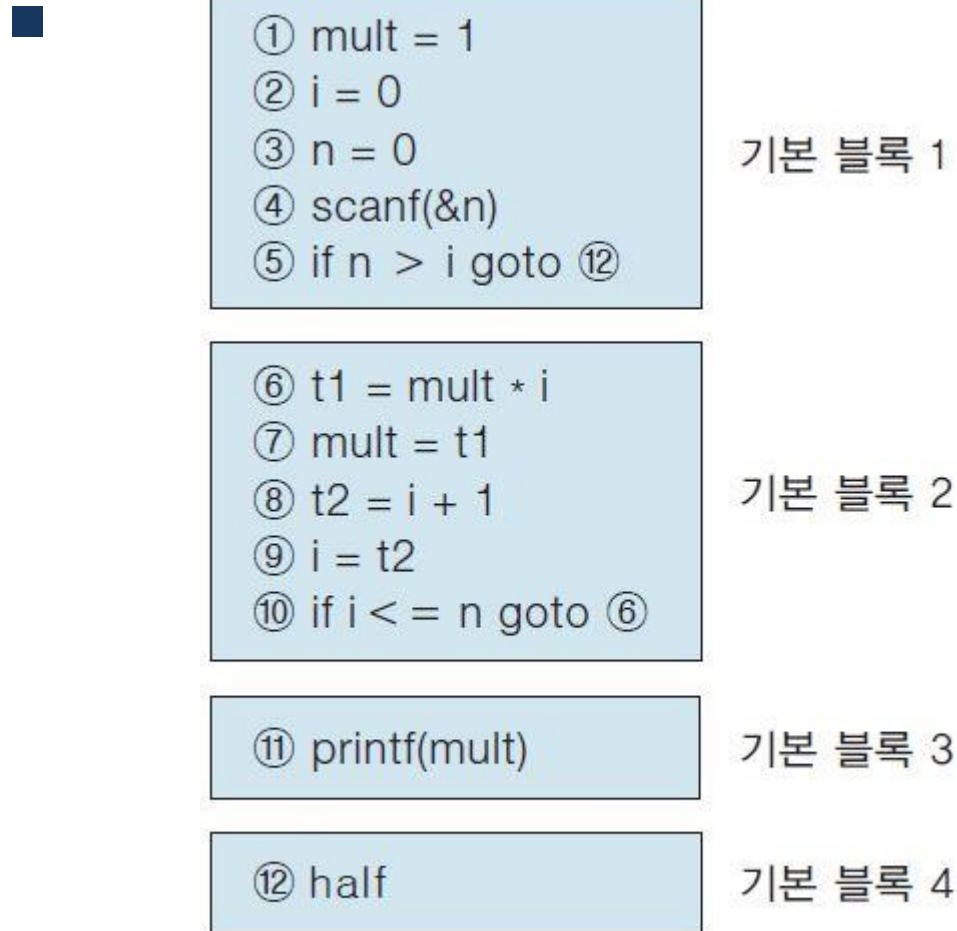 ① mult = 1
② i = 0
③ n = 0
④ scanf(&n)
⑤ if n > i goto ⑫
기본 블록 1
⑥ t1 = mult * i
⑦ mult = t1
⑧ t2 = i + 1
⑨ i = t2
⑩ if i < = n goto ⑥
기본 블록 2
⑪ printf(mult)
기본 블록 3
⑫ half
기본 블록 4